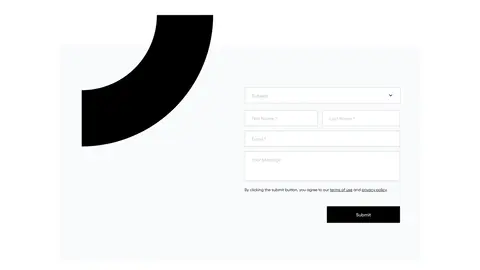 Subject
First Name *
Last Name *
Email *
Your Message
By clicking the submit button, you agree to our terms of use and privacy policy.
Submit